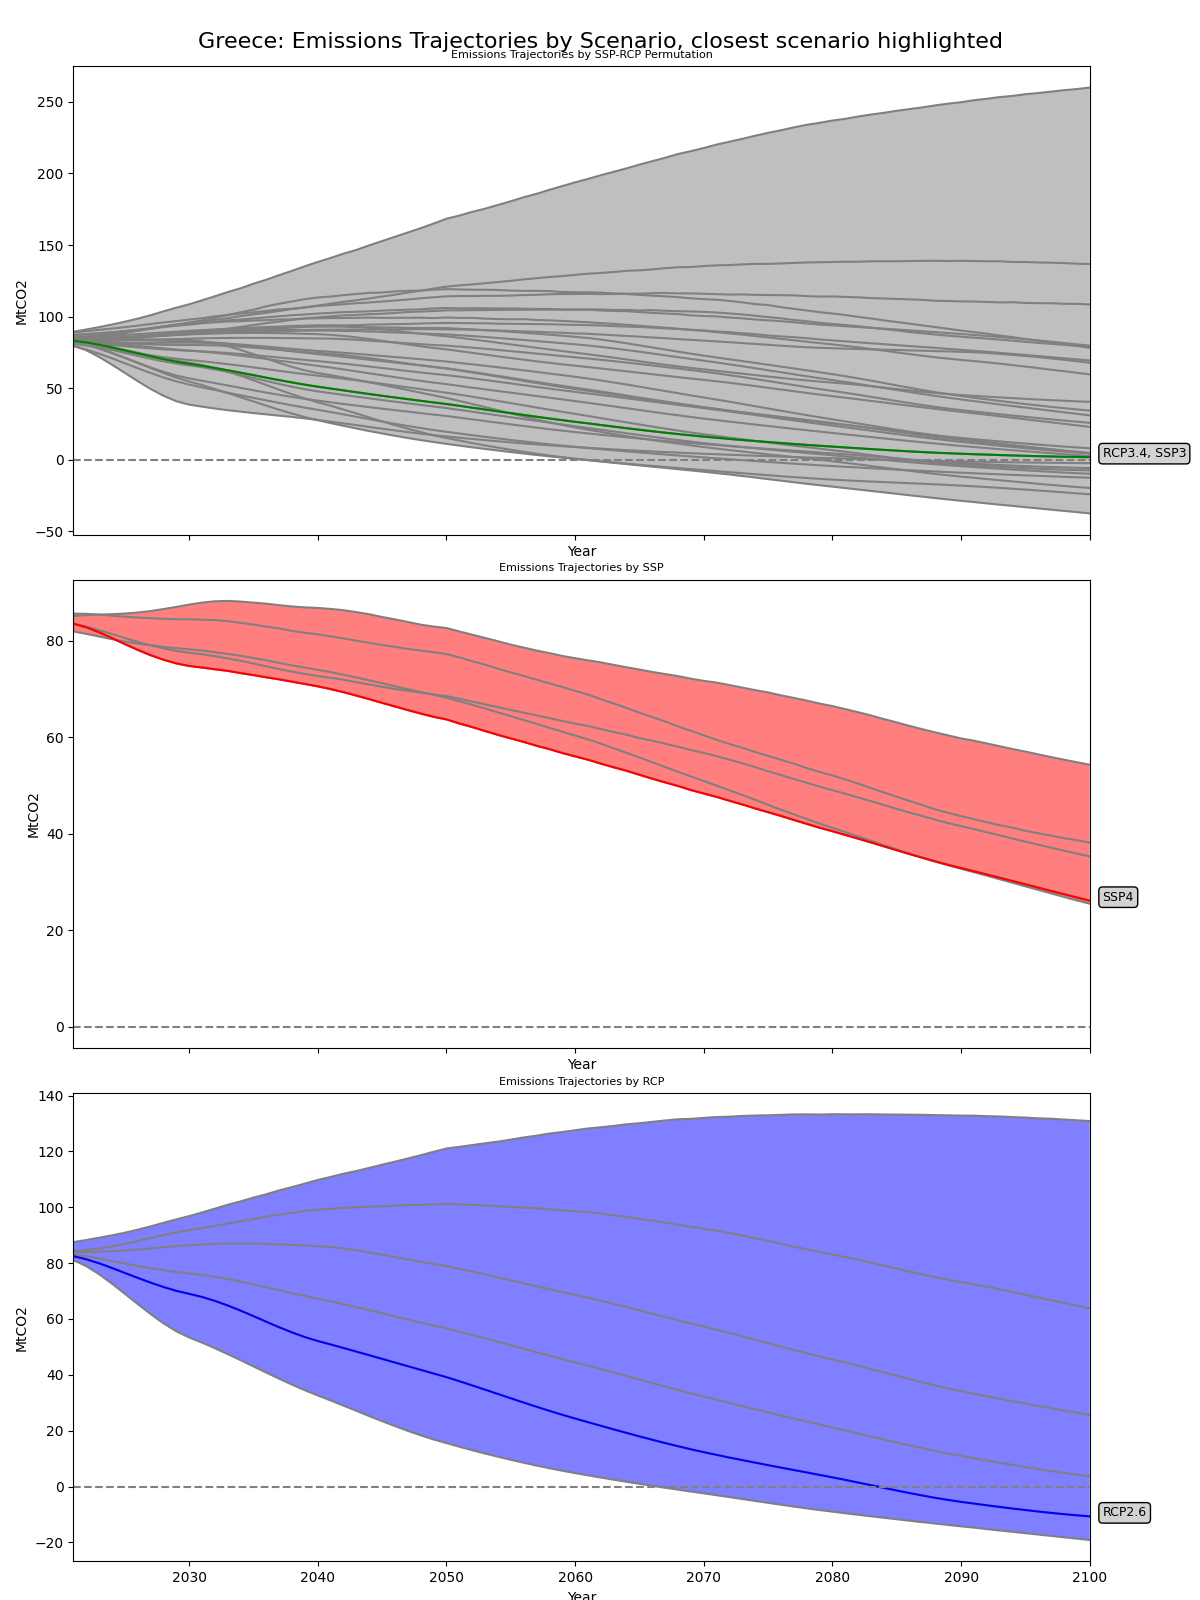 Greece: Emissions Trajectories by Scenario, closest scenario highlighted
Emissions Trajectories by SSP-RCP Permutation
250
200
150
100
50
0
−50
MtCO2
RCP3.4, SSP3
Year
Emissions Trajectories by SSP
80
60
40
20
0
MtCO2
SSP4
Year
Emissions Trajectories by RCP
140
120
100
80
60
40
20
0
−20
MtCO2
RCP2.6
2030 2040 2050 2060 2070 2080 2090 2100
Year